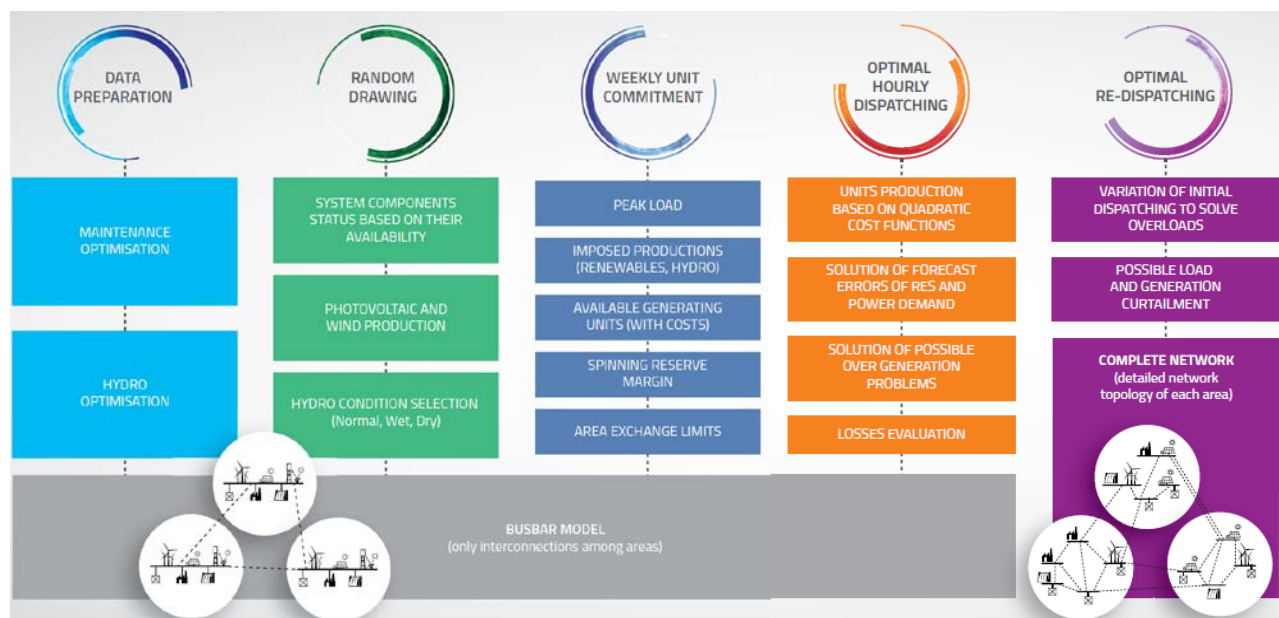 DATA
PREPARATION
RANDOM
DRAWING
WEEKLY UNIT
COMMITMENT
OPTIMAL
HOURLY
DISPATCHING
OPTIMAL
RE-DISPATCHING
MAINTENANCE
OPTIMISATION
HYDRO
OPTIMISATION
SYSTEM COMPONENTS
STATUS BASED ON THEIR
AVAILABILITY
PHOTOVOLTAIC AND
WIND PRODUCTION
HYDRO CONDITION SELECTION
(Normal, Wet, Dry)
PEAK LOAD
IMPOSED PRODUCTIONS
(RENEWABLES, HYDRO)
AVAILABLE GENERATING
UNITS (WITH COSTS)
SPINNING RESERVE
MARGIN
AREA EXCHANGE LIMITS
UNITS PRODUCTION
BASED ON QUADRATIC
COST FUNCTIONS
SOLUTION OF FORECAST
ERRORS OF RES AND
POWER DEMAND
SOLUTION OF POSSIBLE
OVER GENERATION
PROBLEMS
LOSSES EVALUATION
VARIATION OF INITIAL
DISPATCHING TO SOLVE
OVERLOADS
POSSIBLE LOAD
AND GENERATION
CURTAILMENT
COMPLETE NETWORK
(detailed network
topology of each area)
BUSBAR MODEL
(only interconnections among areas)